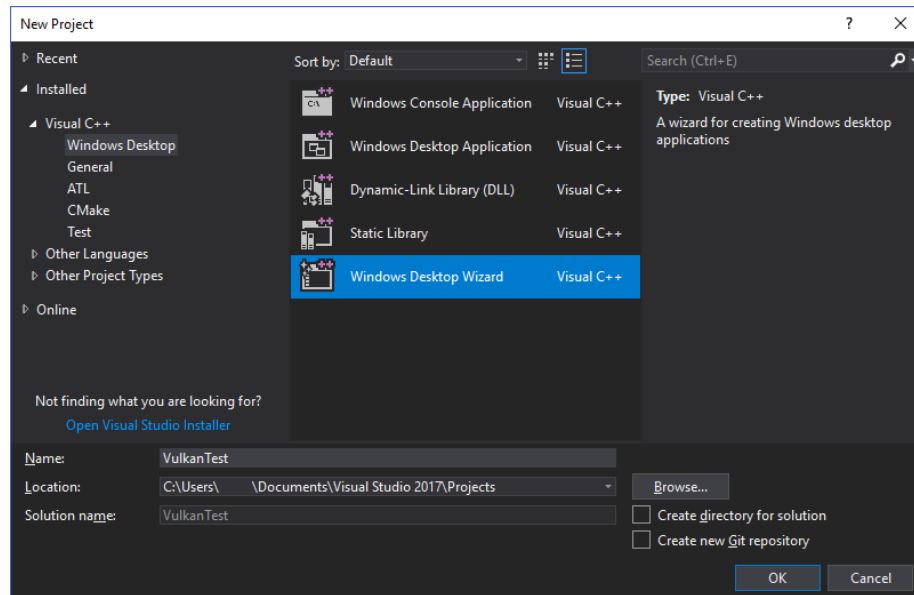 New Project
Recent
Installed
Visual C++
Windows Desktop
General
ATL
CMake
Test
Other Languages
Other Project Types
Online
Not finding what you are looking for?
Open Visual Studio Installer
Sort by: Default
Windows Console Application Visual C++
Windows Desktop Application Visual C++
Dynamic-Link Library (DLL) Visual C++
Static Library Visual C++
Windows Desktop Wizard Visual C++
Search (Ctrl+E)
Type: Visual C++
A wizard for creating Windows desktop
applications
Name: VulkanTest
Location: C:\Users\ \Documents\Visual Studio 2017\Projects
Browse...
Solution name: VulkanTest
Create directory for solution
Create new Git repository
OK Cancel